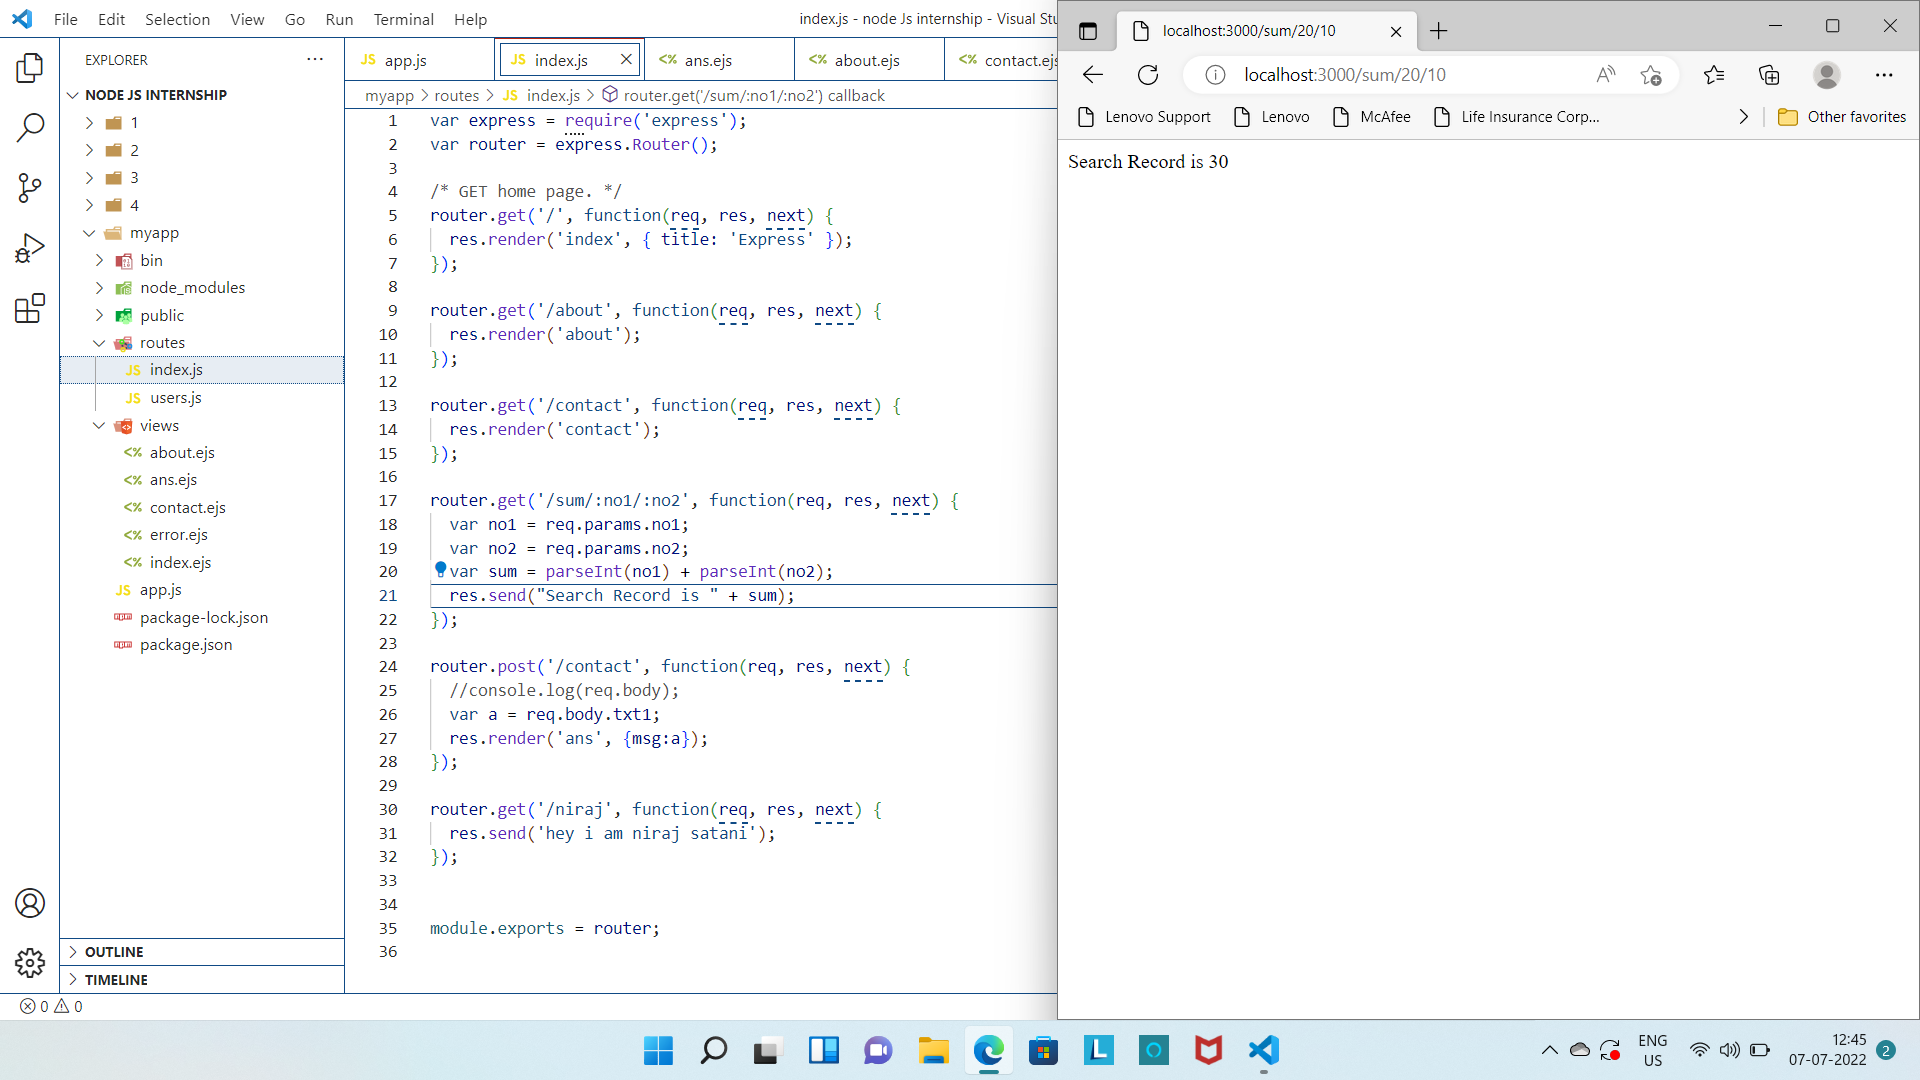 File Edit Selection View Go Run Terminal Help
index.js - node Js internship - Visual Stu
EXPLORER
NODE JS INTERNSHIP
1
2
3
4
myapp
bin
node_modules
public
routes
JS index.js
JS users.js
views
<% about.ejs
<% ans.ejs
<% contact.ejs
<% error.ejs
<% index.ejs
JS app.js
package-lock.json
package.json
OUTLINE
TIMELINE
0 0
JS app.js JS index.js <% ans.ejs <% about.ejs <% contact.ejs
myapp > routes > JS index.js > router.get('/sum/:no1/:no2') callback
1 var express = require('express');
2 var router = express.Router();
3
4 /* GET home page. */
5 router.get('/', function(req, res, next) {
6 res.render('index', { title: 'Express' });
7 });
8
9 router.get('/about', function(req, res, next) {
10 res.render('about');
11 });
12
13 router.get('/contact', function(req, res, next) {
14 res.render('contact');
15 });
16
17 router.get('/sum/:no1/:no2', function(req, res, next) {
18 var no1 = req.params.no1;
19 var no2 = req.params.no2;
20 var sum = parseInt(no1) + parseInt(no2);
21 res.send("Search Record is " + sum);
22 });
23
24 router.post('/contact', function(req, res, next) {
25 //console.log(req.body);
26 var a = req.body.txt1;
27 res.render('ans', {msg:a});
28 });
29
30 router.get('/niraj', function(req, res, next) {
31 res.send('hey i am niraj satani');
32 });
33
34
35 module.exports = router;
36
localhost:3000/sum/20/10
localhost:3000/sum/20/10
Lenovo Support Lenovo McAfee Life Insurance Corp... Other favorites
Search Record is 30
ENG
US
12:45
07-07-2022
2